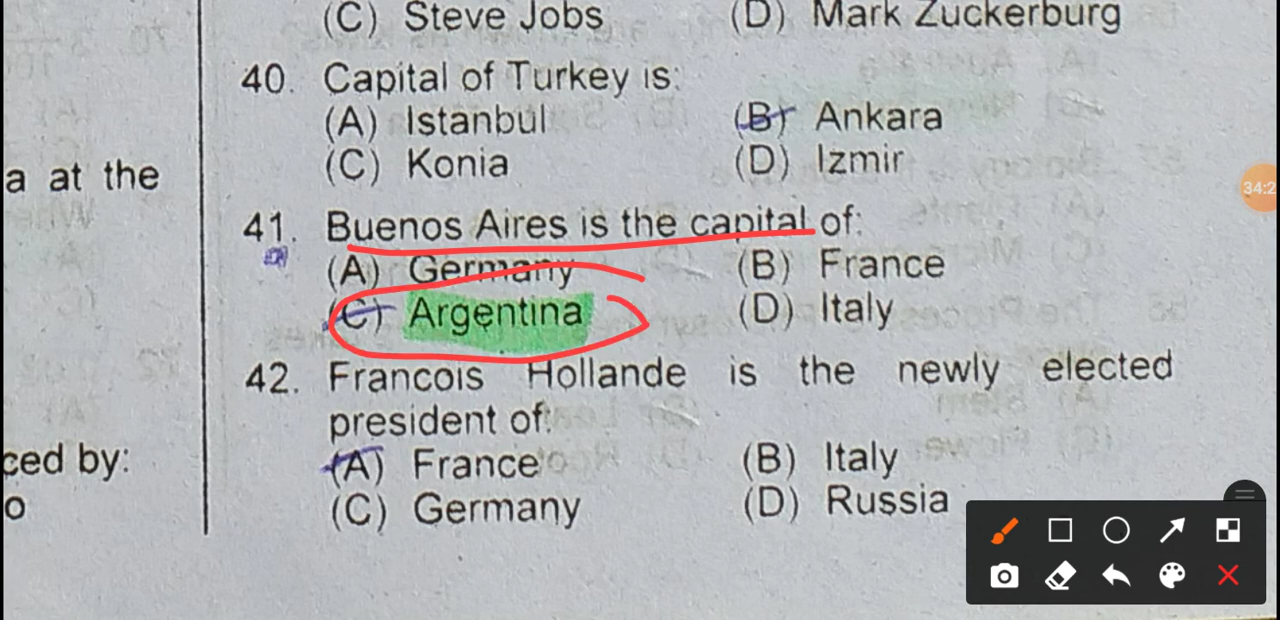 (C) Steve Jobs (D) Mark Zuckerburg
40. Capital of Turkey is:
(A) Istanbul (B) Ankara
(C) Konia (D) Izmir
a at the
41. Buenos Aires is the capital of:
(A) Germany (B) France
(C) Argentina (D) Italy
42. Francois Hollande is the newly elected
president of:
(A) France (B) Italy
(C) Germany (D) Russia
ced by:
o
34:2